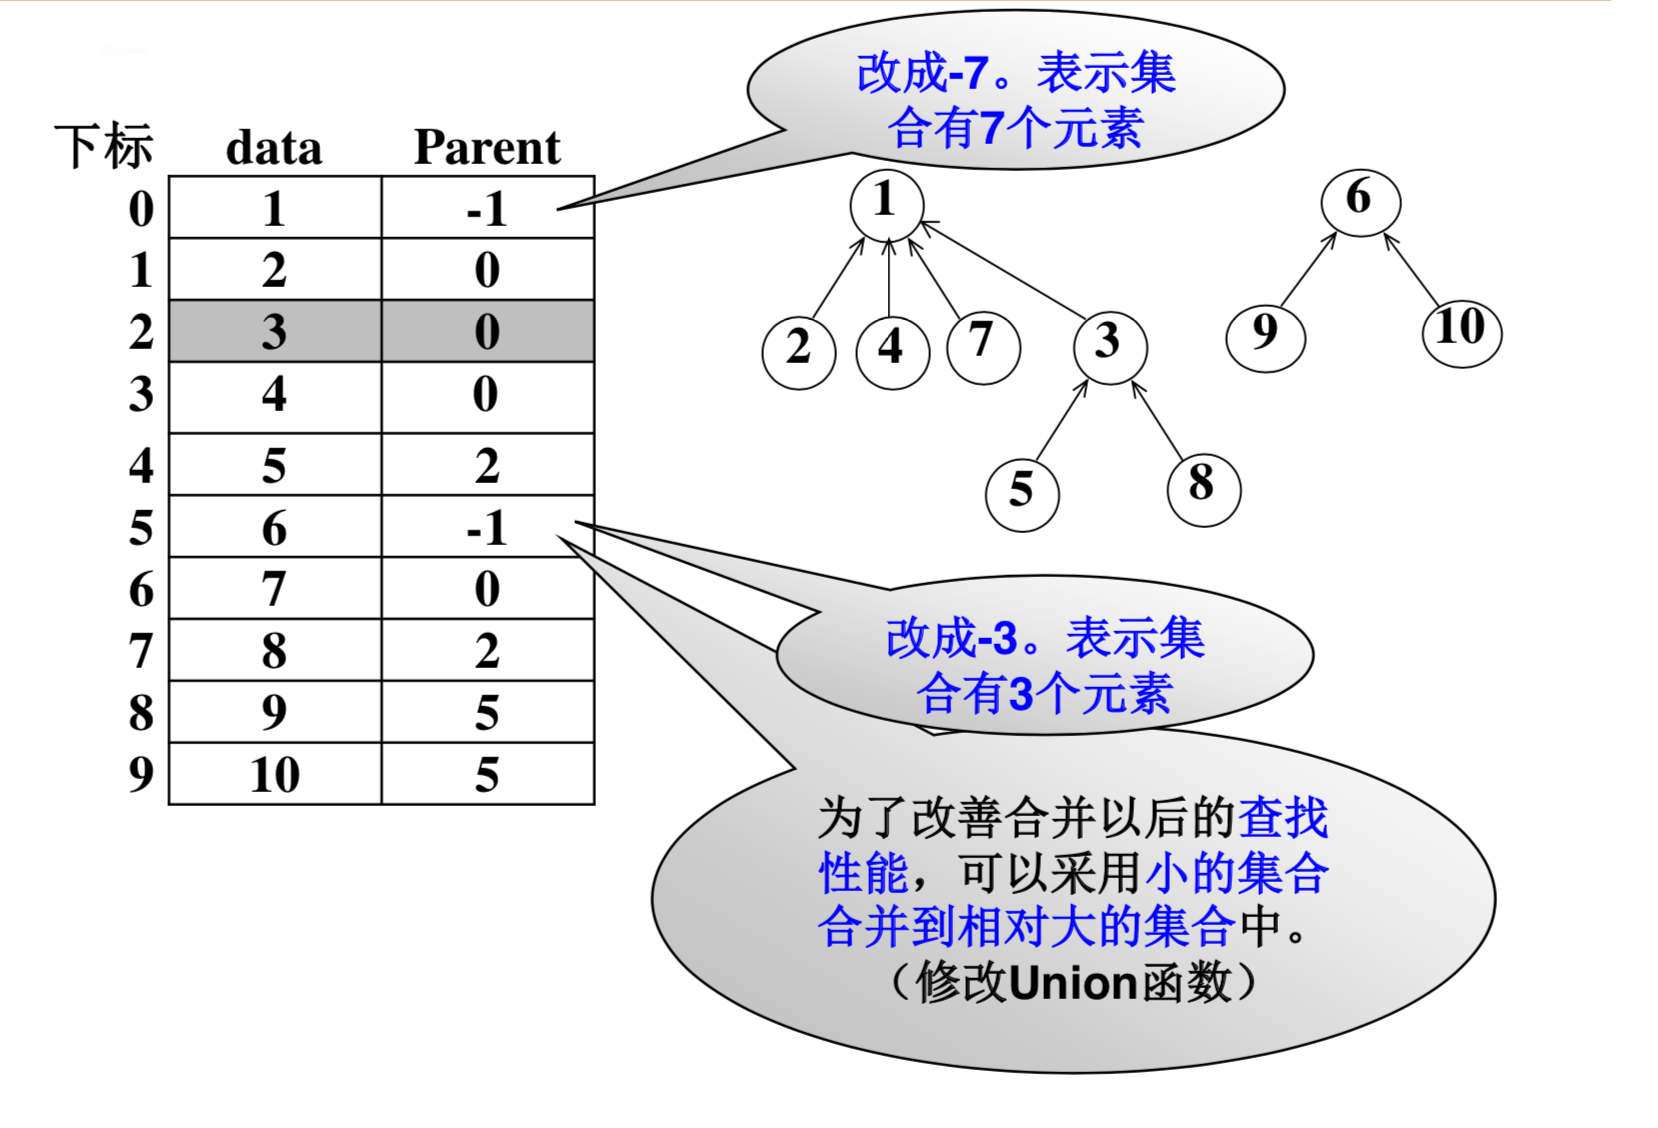 改成-7。表示集
合有7个元素
下标 data Parent
0 1 -1
1 2 0
2 3 0
3 4 0
4 5 2
5 6 -1
6 7 0
7 8 2
8 9 5
9 10 5
1
6
2 4 7 3
9 10
5 8
改成-3。表示集
合有3个元素
为了改善合并以后的查找
性能，可以采用小的集合
合并到相对大的集合中。
（修改Union函数）